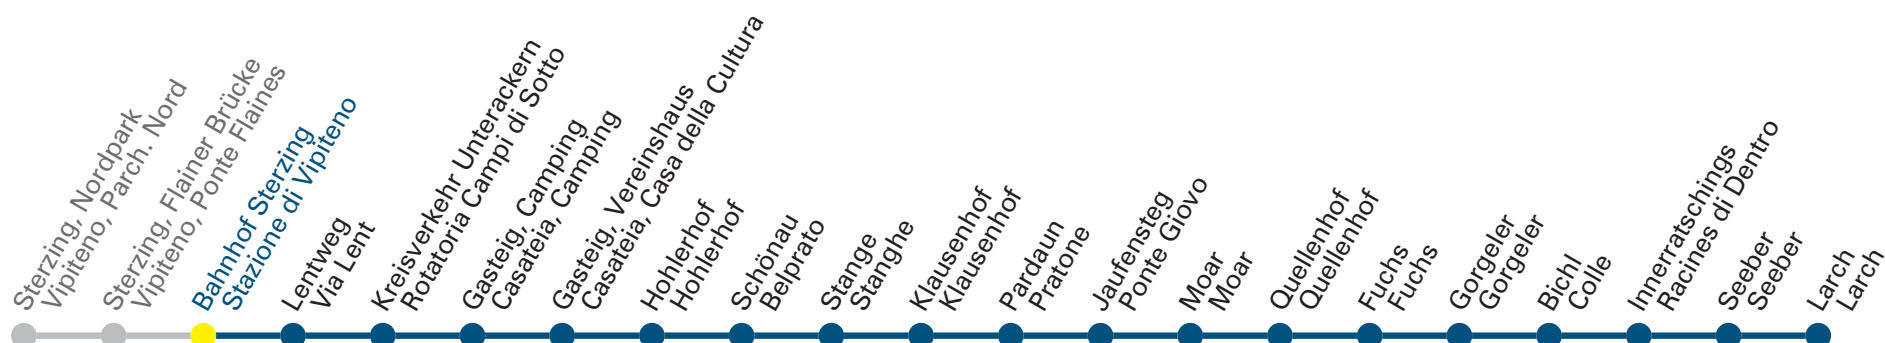 Sterzing, Nordpark
Vipiteno, Parch. Nord
Sterzing, Flainer Brücke
Vipiteno, Ponte Flaines
Bahnhof Sterzing
Stazione di Vipiteno
Lentweg
Via Lent
Kreisverkehr Unterackern
Rotatoria Campi di Sotto
Gasteig, Camping
Casateia, Camping
Gasteig, Vereinshaus
Casateia, Casa della Cultura
Hohlerhof
Hohlerhof
Schönau
Belprato
Stange
Stanghe
Klausenhof
Klausenhof
Pardaun
Pratone
Jaufensteg
Ponte Giovo
Moar
Moar
Quellenhof
Quellenhof
Fuchs
Fuchs
Gorgeler
Gorgeler
Bichl
Colle
Innerratschings
Racines di Dentro
Seeber
Seeber
Larch
Larch